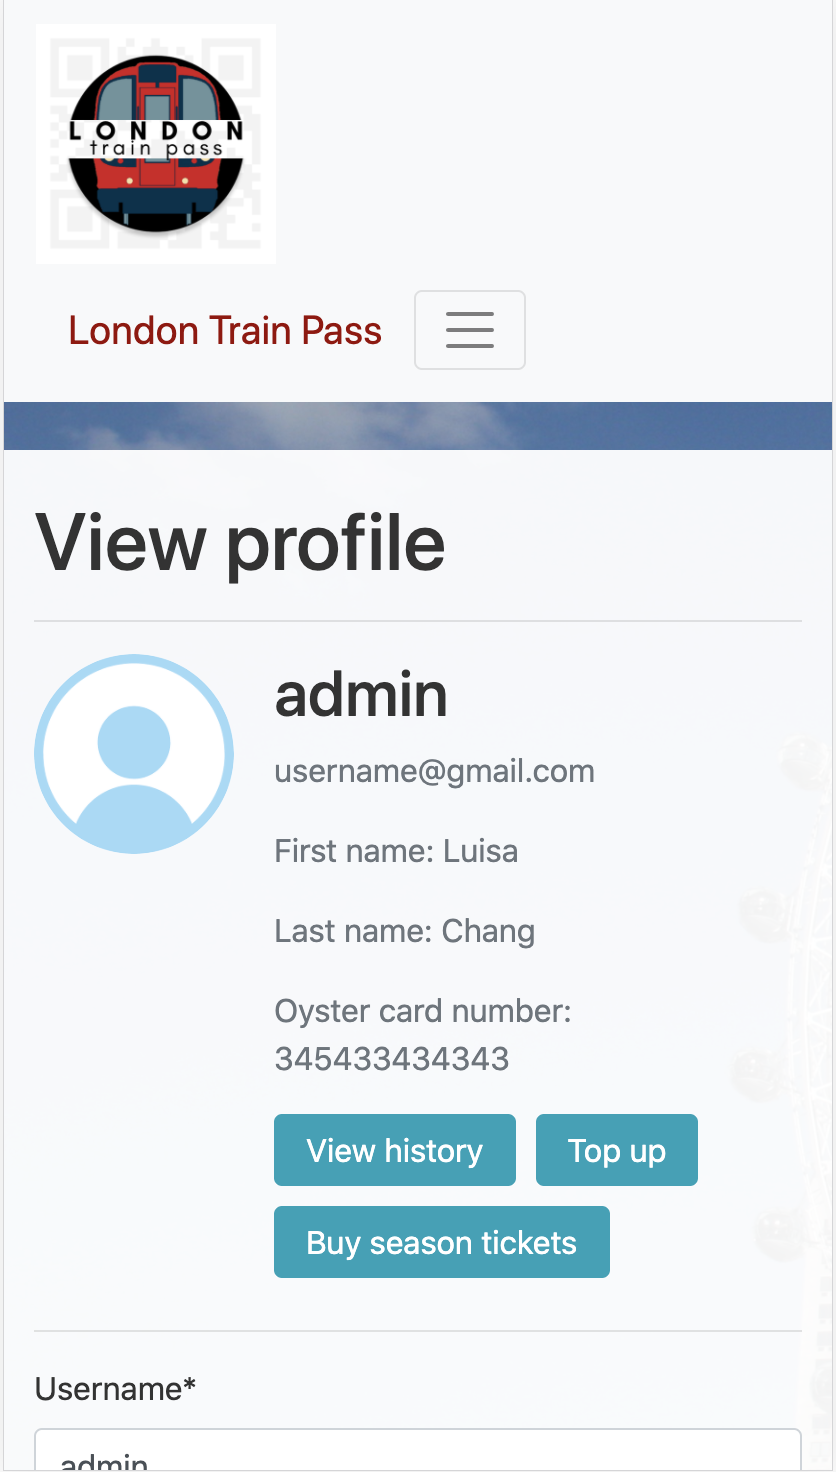 LONDON
train pass
London Train Pass
View profile
admin
username@gmail.com
First name: Luisa
Last name: Chang
Oyster card number:
345433434343
View history
Top up
Buy season tickets
Username*
admin